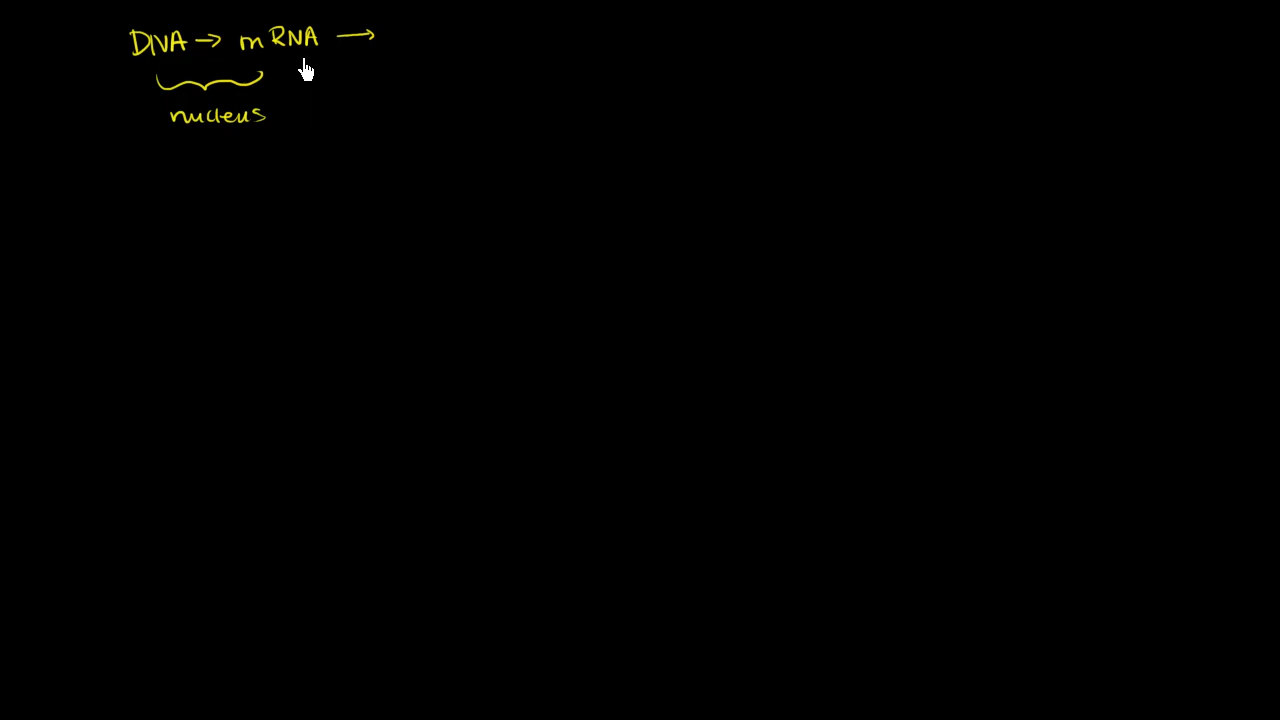 DNA → mRNA →
nucleus